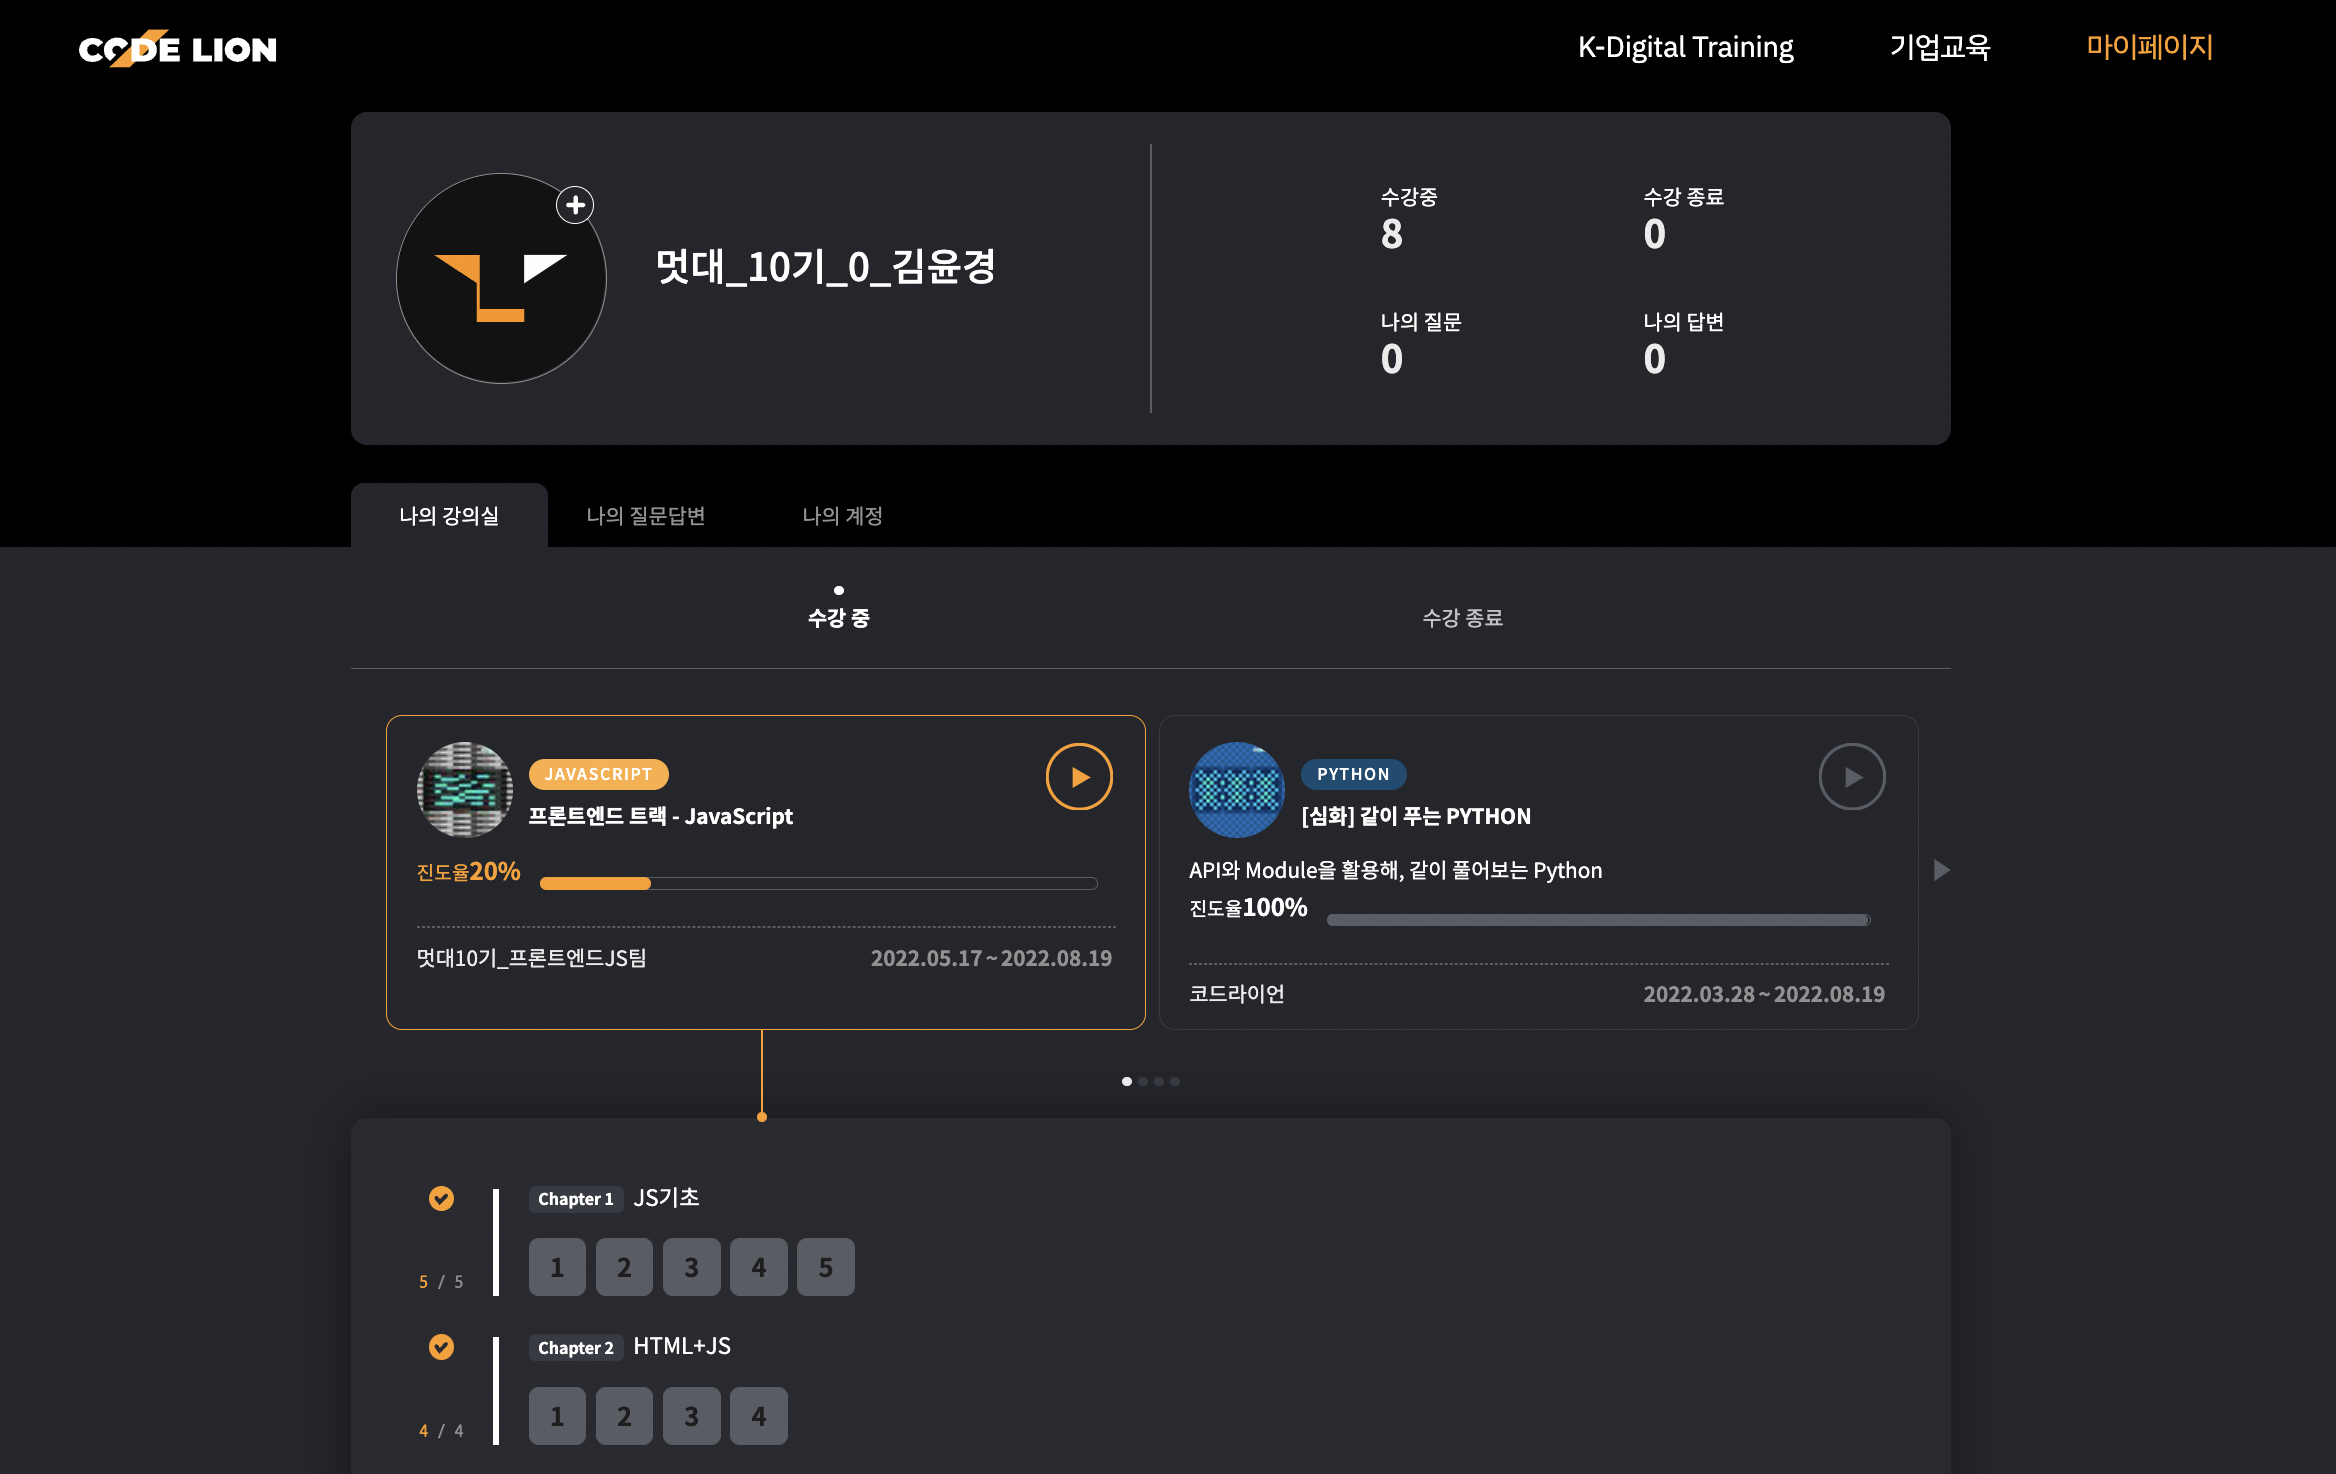 CODE LION
K-Digital Training
기업교육
마이페이지
멋대_10기_0_김윤경
수강중
8
수강 종료
0
나의 질문
0
나의 답변
0
나의 강의실
나의 질문답변
나의 계정
수강 중
수강 종료
JAVASCRIPT
프론트엔드 트랙 - JavaScript
진도율20%
멋대10기_프론트엔드JS팀
2022.05.17 ~ 2022.08.19
PYTHON
[심화] 같이 푸는 PYTHON
API와 Module을 활용해, 같이 풀어보는 Python
진도율100%
코드라이언
2022.03.28 ~ 2022.08.19
Chapter 1 JS기초
1 2 3 4 5
5 / 5
Chapter 2 HTML+JS
1 2 3 4
4 / 4